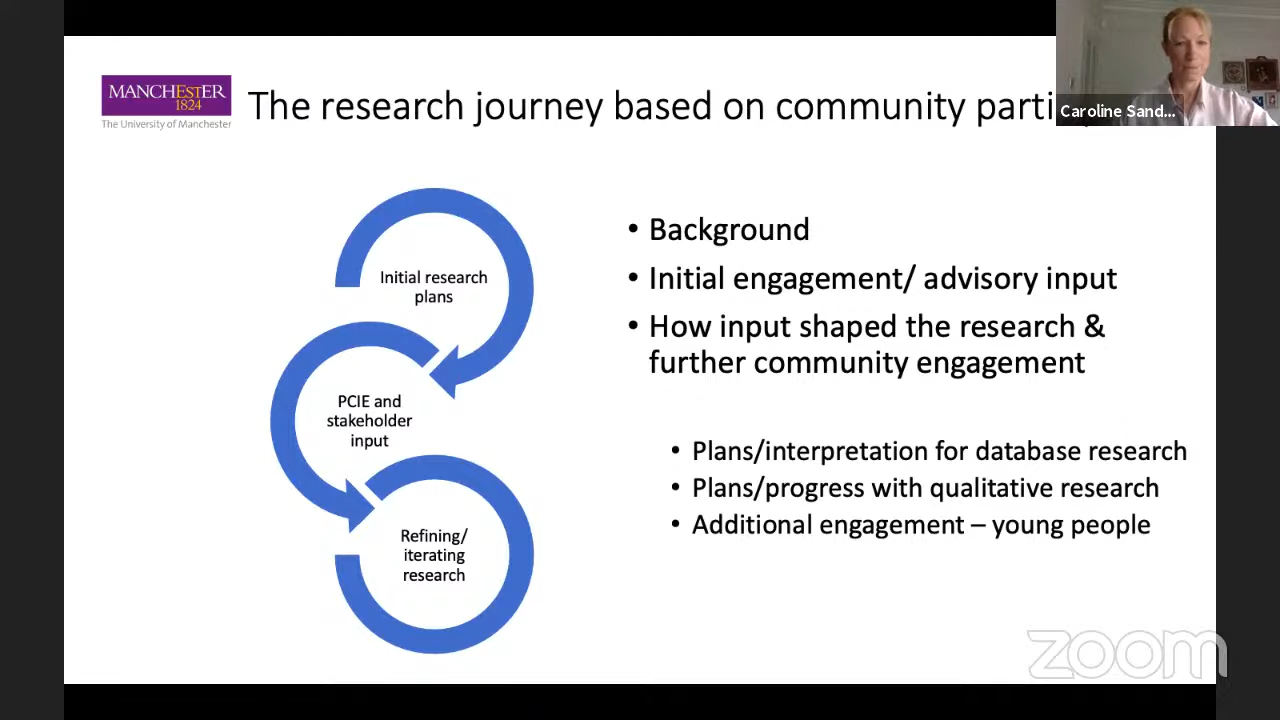 MANCHESTER
1824
The University of Manchester
The research journey based on community parti
Caroline Sand...
Initial research
plans
PCIE and
stakeholder
input
Refining/
iterating
research
• Background
• Initial engagement/ advisory input
• How input shaped the research &
further community engagement
• Plans/interpretation for database research
• Plans/progress with qualitative research
• Additional engagement – young people
zoom